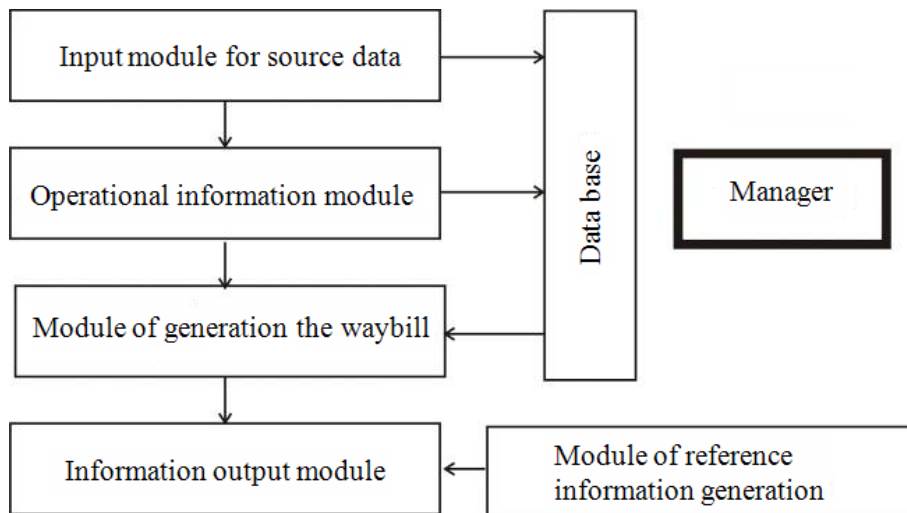 Input module for source data
Operational information module
Data base
Manager
Module of generation the waybill
Information output module
Module of reference
information generation